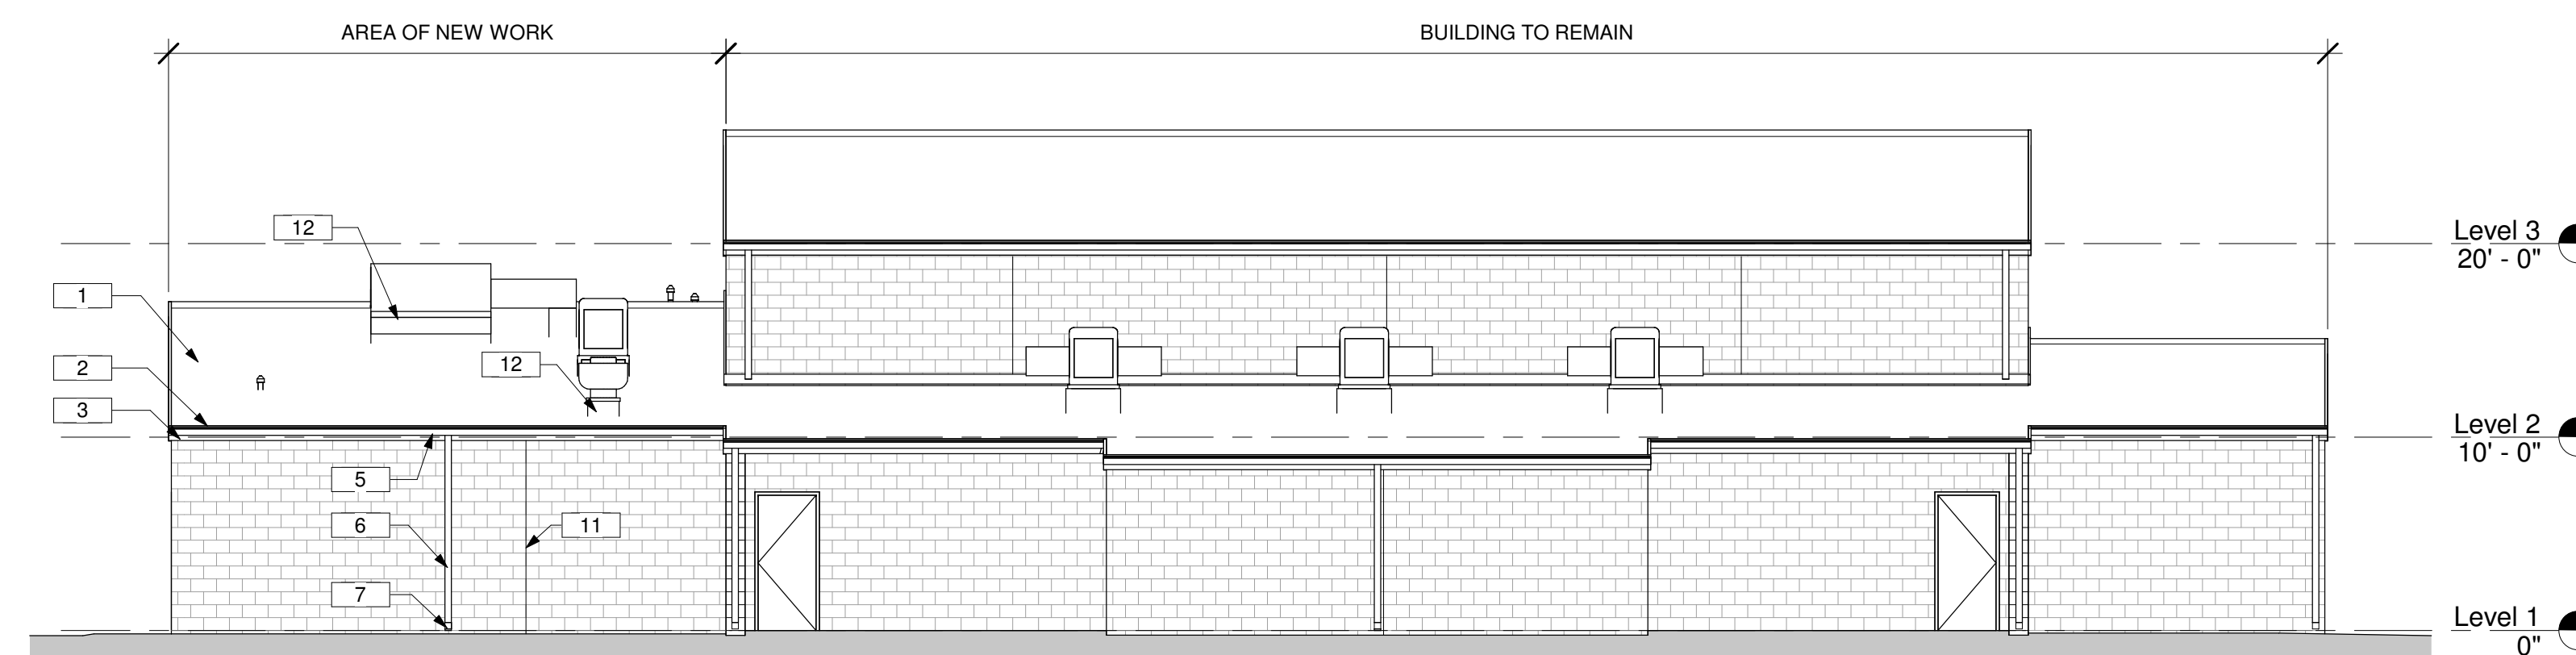 AREA OF NEW WORK
BUILDING TO REMAIN
12
Level 3
20' - 0"
1
2
12
3
Level 2
10' - 0"
5
6
11
7
Level 1
0"